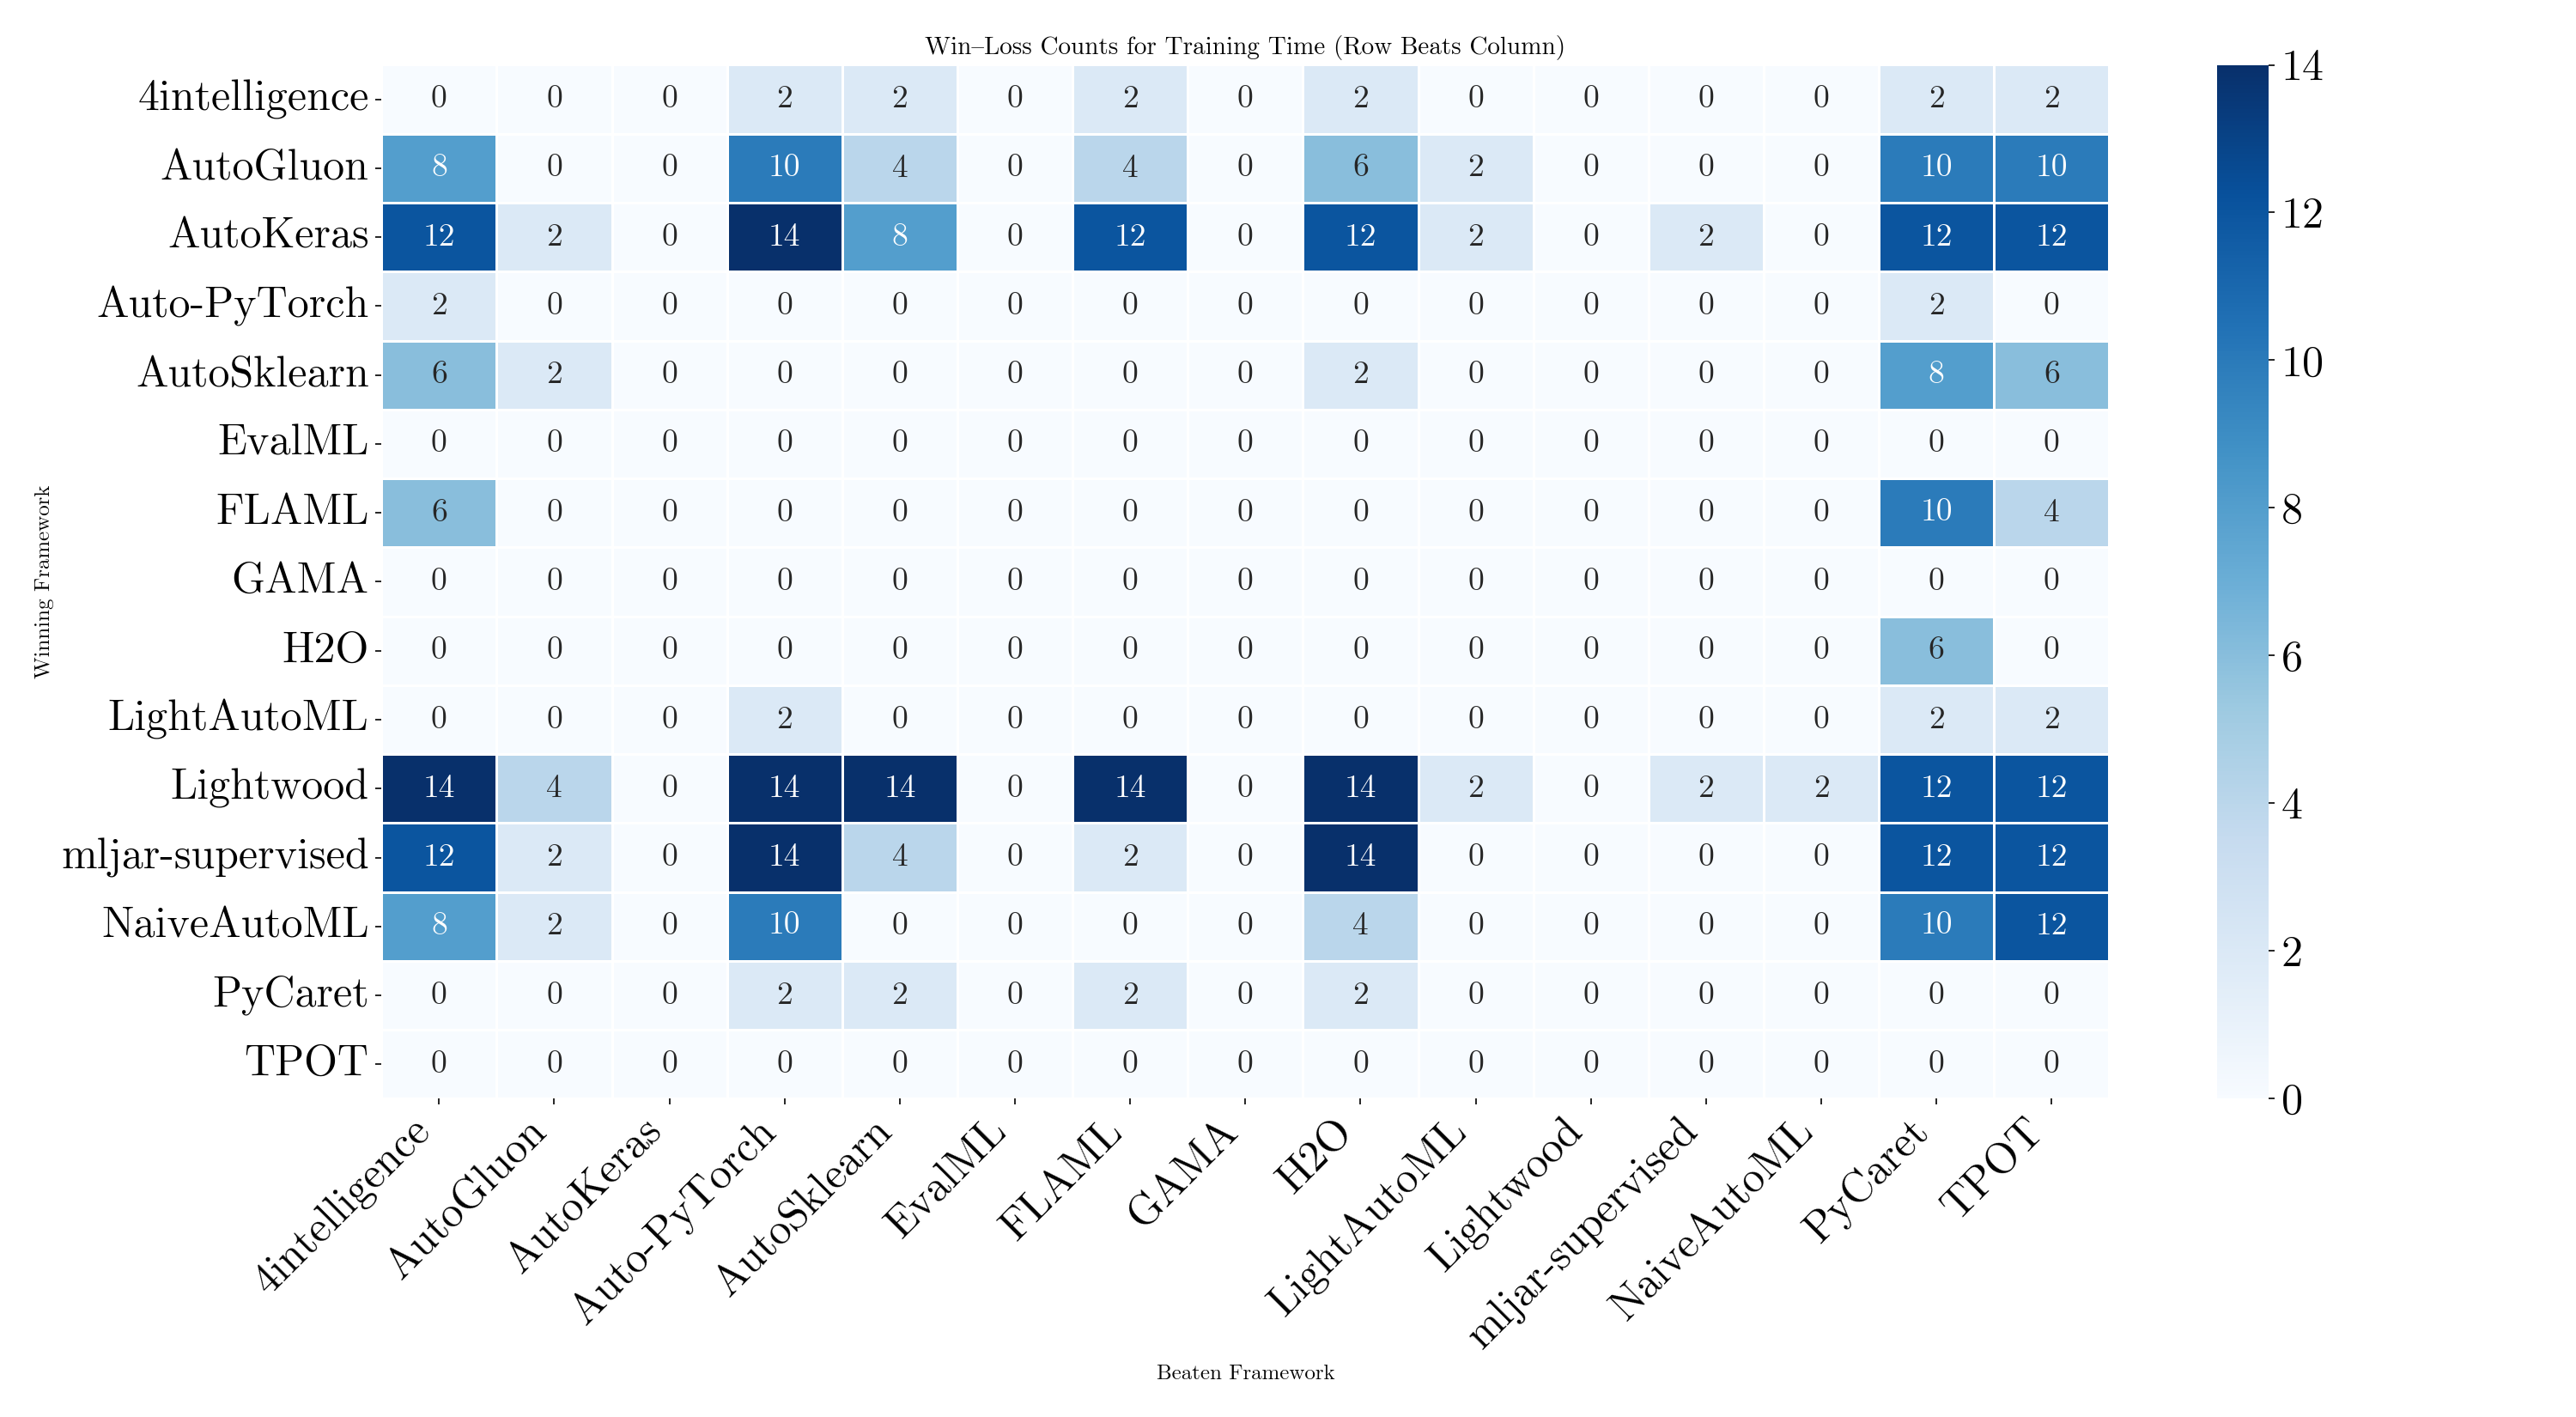 Win–Loss Counts for Training Time (Row Beats Column)
4intelligence 0 0 0 2 2 0 2 0 2 0 0 0 0 2 2
AutoGluon 8 0 0 10 4 0 4 0 6 2 0 0 0 10 10
AutoKeras 12 2 0 14 8 0 12 0 12 2 0 2 0 12 12
Auto-PyTorch 2 0 0 0 0 0 0 0 0 0 0 0 0 2 0
AutoSklearn 6 2 0 0 0 0 0 0 2 0 0 0 0 8 6
EvalML 0 0 0 0 0 0 0 0 0 0 0 0 0 0 0
FLAML 6 0 0 0 0 0 0 0 0 0 0 0 0 10 4
GAMA 0 0 0 0 0 0 0 0 0 0 0 0 0 0 0
H2O 0 0 0 0 0 0 0 0 0 0 0 0 0 6 0
LightAutoML 0 0 0 2 0 0 0 0 0 0 0 0 0 2 2
Lightwood 14 4 0 14 14 0 14 0 14 2 0 2 2 12 12
mljar-supervised 12 2 0 14 4 0 2 0 14 0 0 0 0 12 12
NaiveAutoML 8 2 0 10 0 0 0 0 4 0 0 0 0 10 12
PyCaret 0 0 0 2 2 0 2 0 2 0 0 0 0 0 0
TPOT 0 0 0 0 0 0 0 0 0 0 0 0 0 0 0
Winning Framework
4intelligence
AutoGluon
AutoKeras
Auto-PyTorch
AutoSklearn
EvalML
FLAML
GAMA
H2O
LightAutoML
Lightwood
mljar-supervised
NaiveAutoML
PyCaret
TPOT
Beaten Framework
14
12
10
8
6
4
2
0